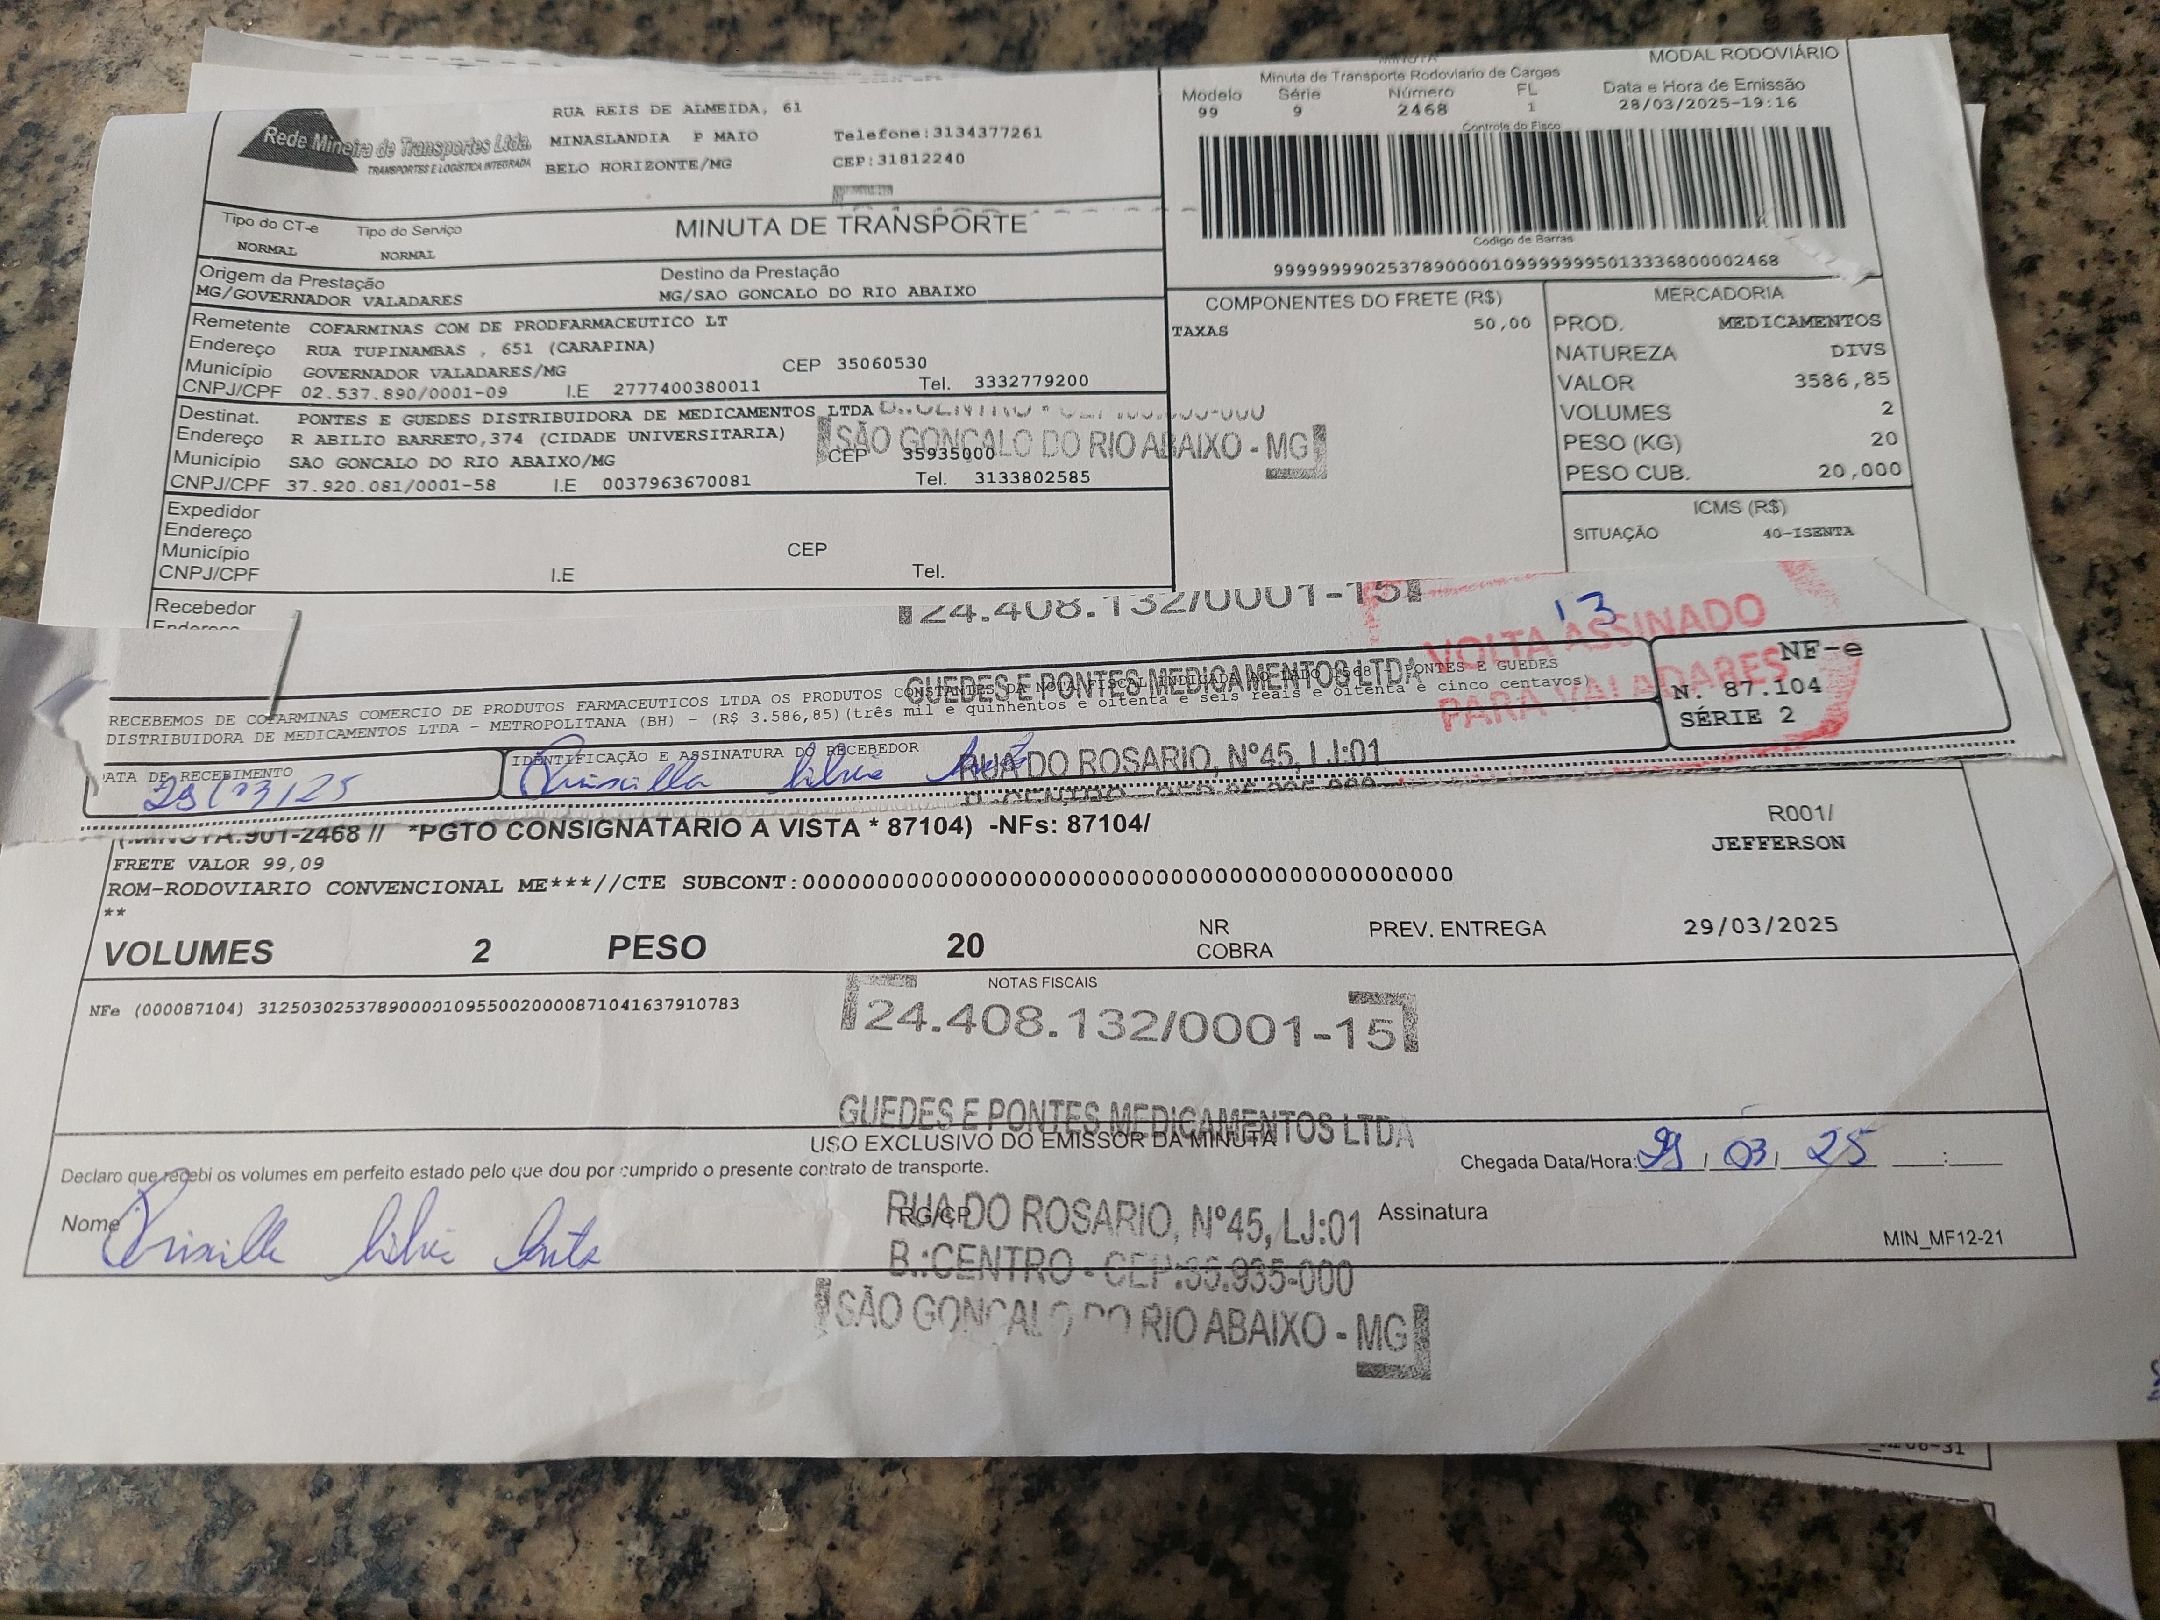 MODAL RODOVIÁRIO
Minuta de Transporte Rodoviario de Cargas
Modelo Série Número FL Data e Hora de Emissão
99 9 2468 1 28/03/2025-19:16
Controle do Fisco
Codigo de Barras
999999990253789000010999999995013336800002468
Rede Mineira de Transportes Ltda.
TRANSPORTES E LOGÍSTICA INTEGRADA
RUA REIS DE ALMEIDA, 61
MINASLANDIA P MAIO Telefone:3134377261
BELO HORIZONTE/MG CEP:31812240
Tipo do CT-e Tipo do Serviço MINUTA DE TRANSPORTE
NORMAL NORMAL
Origem da Prestação Destino da Prestação
MG/GOVERNADOR VALADARES MG/SAO GONCALO DO RIO ABAIXO
Remetente COFARMINAS COM DE PRODFARMACEUTICO LT
Endereço RUA TUPINAMBAS , 651 (CARAPINA)
Município GOVERNADOR VALADARES/MG CEP 35060530
CNPJ/CPF 02.537.890/0001-09 I.E 2777400380011 Tel. 3332779200
Destinat. PONTES E GUEDES DISTRIBUIDORA DE MEDICAMENTOS LTDA
Endereço R ABILIO BARRETO,374 (CIDADE UNIVERSITARIA)
Município SAO GONCALO DO RIO ABAIXO/MG CEP 35935000
CNPJ/CPF 37.920.081/0001-58 I.E 0037963670081 Tel. 3133802585
SÃO GONÇALO DO RIO ABAIXO - MG
Expedidor
Endereço
Município CEP
CNPJ/CPF I.E Tel.
Recebedor
Endereço
COMPONENTES DO FRETE (R$)
TAXAS 50,00
MERCADORIA
PROD. MEDICAMENTOS
NATUREZA DIVS
VALOR 3586,85
VOLUMES 2
PESO (KG) 20
PESO CUB. 20,000
ICMS (R$)
SITUAÇÃO 40-ISENTA
24.408.132/0001-15
13
VOLTA ASSINADO
PARA VALADARES
GUEDES E PONTES MEDICAMENTOS LTDA
RECEBEMOS DE COFARMINAS COMERCIO DE PRODUTOS FARMACEUTICOS LTDA OS PRODUTOS CONSTANTES DA NOTA FISCAL INDICADA AO LADO PONTES E GUEDES
DISTRIBUIDORA DE MEDICAMENTOS LTDA - METROPOLITANA (BH) - (R$ 3.586,85)(três mil e quinhentos e oitenta e seis reais e oitenta e cinco centavos)
NF-e
N. 87.104
SÉRIE 2
DATA DE RECEBIMENTO IDENTIFICAÇÃO E ASSINATURA DO RECEBEDOR
RUA DO ROSARIO, Nº45, LJ:01
(MINUTA:901-2468 // *PGTO CONSIGNATARIO A VISTA * 87104) -NFs: 87104/
R001/
JEFFERSON
FRETE VALOR 99,09
ROM-RODOVIARIO CONVENCIONAL ME***//CTE SUBCONT:00000000000000000000000000000000000000000000
**
VOLUMES 2 PESO 20 NR COBRA PREV. ENTREGA 29/03/2025
NOTAS FISCAIS
NFe (000087104) 31250302537890000109550020000871041637910783
24.408.132/0001-15
GUEDES E PONTES MEDICAMENTOS LTDA
USO EXCLUSIVO DO EMISSOR DA MINUTA
Declaro que recebi os volumes em perfeito estado pelo que dou por cumprido o presente contrato de transporte.
Chegada Data/Hora: 29/03/25 :
Nome RG/CP Assinatura
MIN_MF12-21
RUA DO ROSARIO, Nº45, LJ:01
B.:CENTRO - CEP:35.935-000
SÃO GONÇALO DO RIO ABAIXO - MG